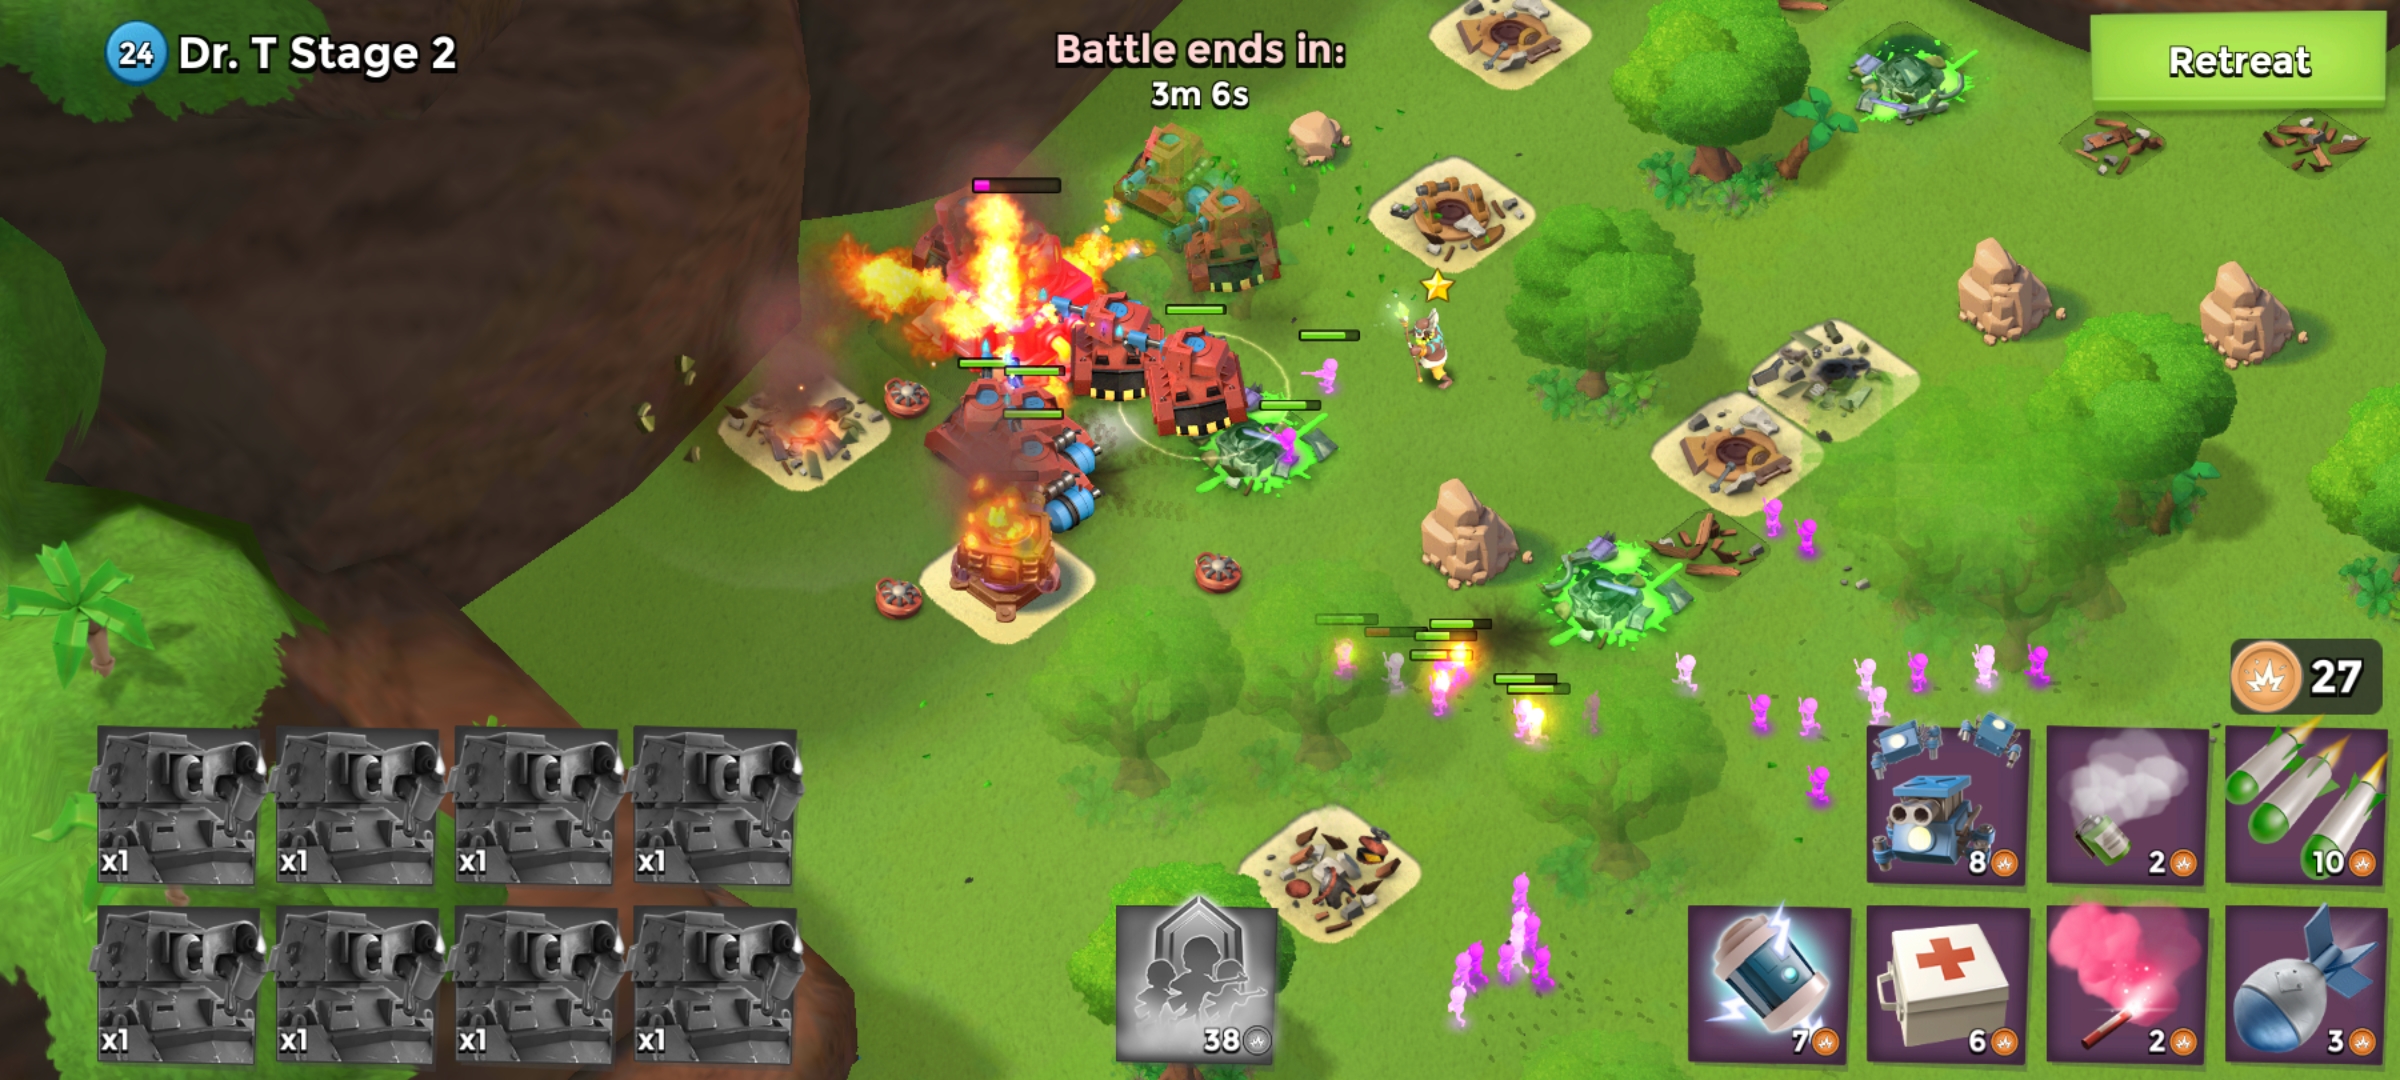 24 Dr. T Stage 2
Battle ends in:
3m 6s
Retreat
27
8
2
10
x1
x1
x1
x1
x1
x1
x1
x1
38
7
6
2
3